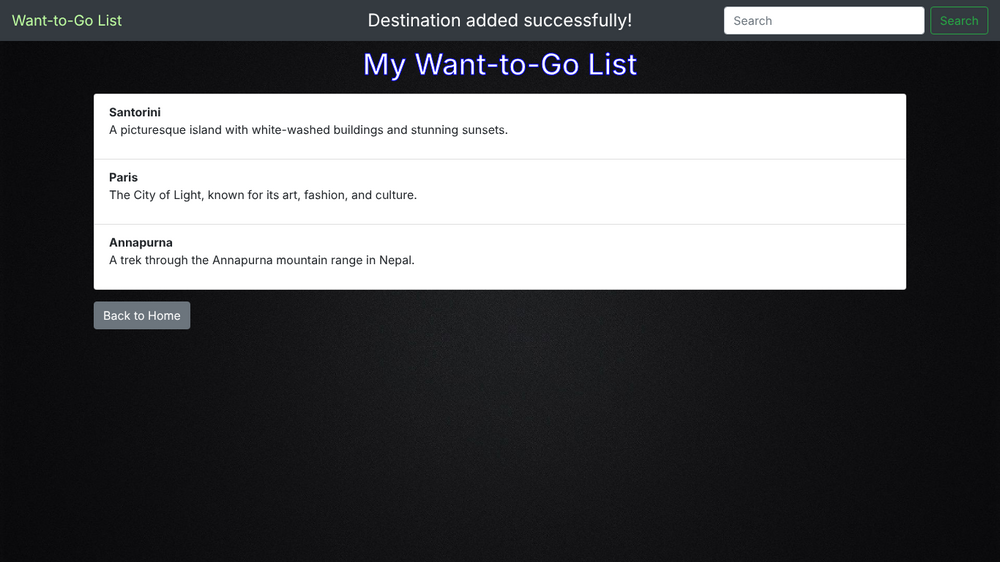 Want-to-Go List
Destination added successfully!
Search
Search
My Want-to-Go List
Santorini
A picturesque island with white-washed buildings and stunning sunsets.
Paris
The City of Light, known for its art, fashion, and culture.
Annapurna
A trek through the Annapurna mountain range in Nepal.
Back to Home